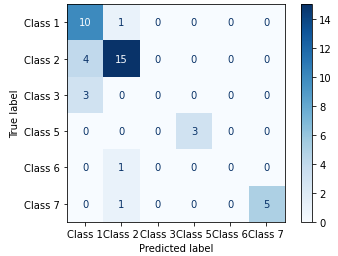 Class 1 10 1 0 0 0 0
Class 2 4 15 0 0 0 0
Class 3 3 0 0 0 0 0
Class 5 0 0 0 3 0 0
Class 6 0 1 0 0 0 0
Class 7 0 1 0 0 0 5
Class 1 Class 2 Class 3 Class 5 Class 6 Class 7
Predicted label
True label
14
12
10
8
6
4
2
0